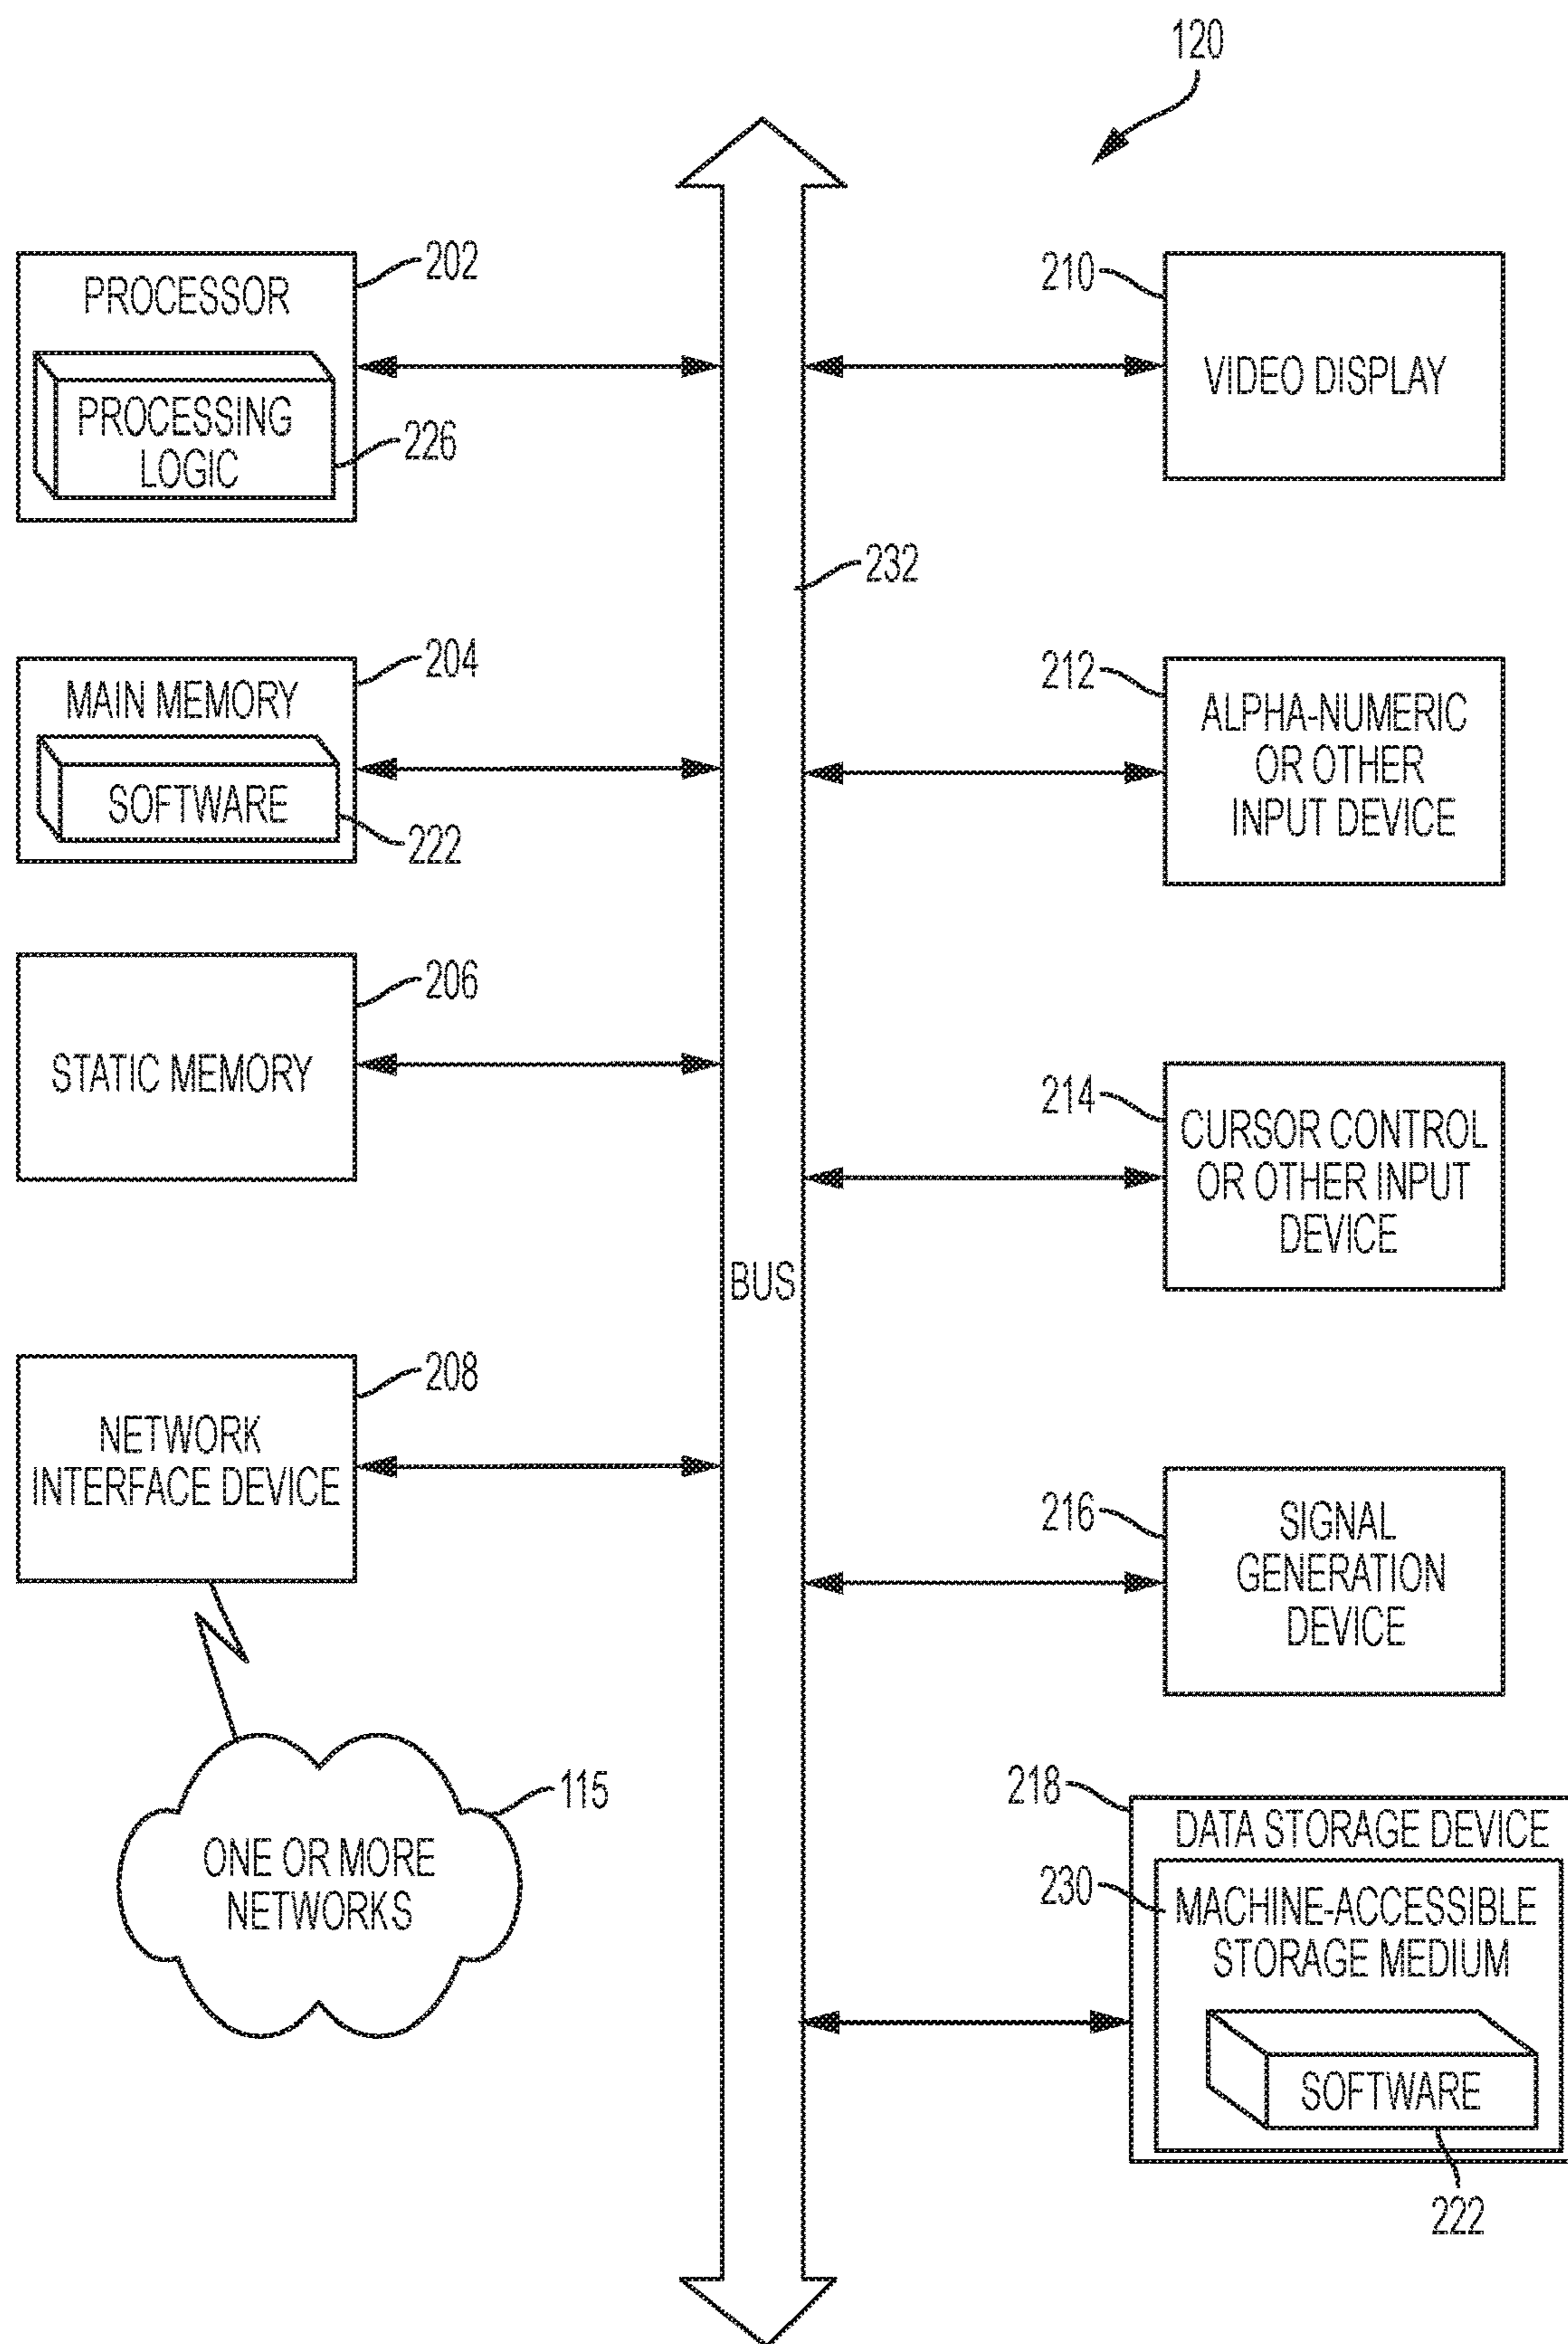 120
202
PROCESSOR
PROCESSING
LOGIC
226
210
VIDEO DISPLAY
232
204
MAIN MEMORY
SOFTWARE
222
212
ALPHA-NUMERIC
OR OTHER
INPUT DEVICE
206
STATIC MEMORY
214
CURSOR CONTROL
OR OTHER INPUT
DEVICE
BUS
208
NETWORK
INTERFACE DEVICE
216
SIGNAL
GENERATION
DEVICE
115
ONE OR MORE
NETWORKS
218
DATA STORAGE DEVICE
230
MACHINE-ACCESSIBLE
STORAGE MEDIUM
SOFTWARE
222